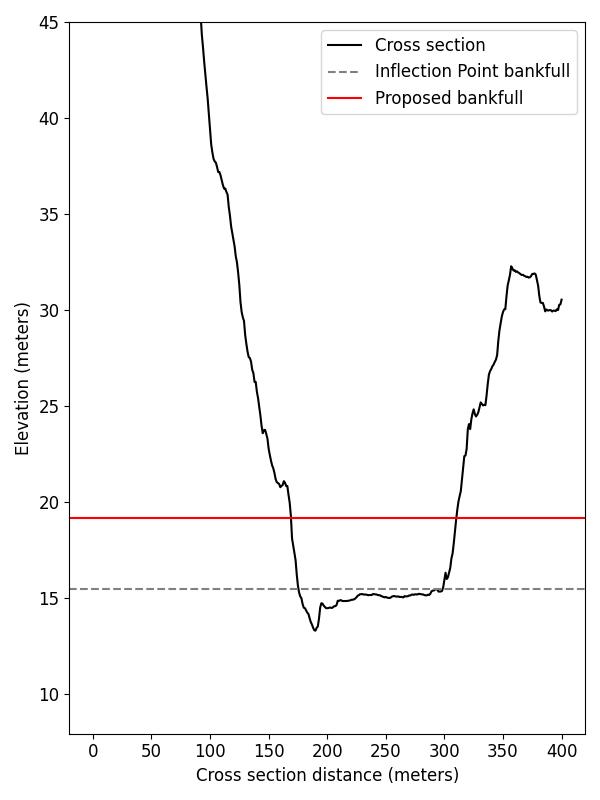 Cross section
Inflection Point bankfull
Proposed bankfull
45
40
35
30
25
20
15
10
Elevation (meters)
0 50 100 150 200 250 300 350 400
Cross section distance (meters)